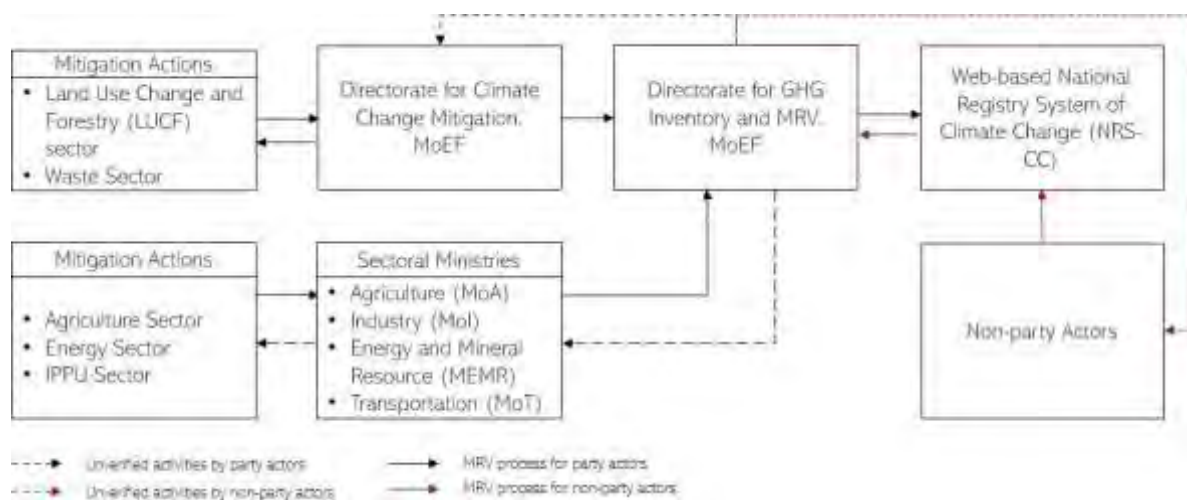 Mitigation Actions
• Land Use Change and
Forestry (LUCF)
sector
• Waste Sector
Directorate for Climate
Change Mitigation,
MoEF
Directorate for GHG
Inventory and MRV,
MoEF
Web-based National
Registry System of
Climate Change (NRS-
CC)
Mitigation Actions
• Agriculture Sector
• Energy Sector
• IPPU Sector
Sectoral Ministries
• Agriculture (MoA)
• Industry (MoI)
• Energy and Mineral
Resource (MEMR)
• Transportation (MoT)
Non-party Actors
Unverified activities by party actors
MRV process for party actors
Unverified activities by non-party actors
MRV process for non-party actors